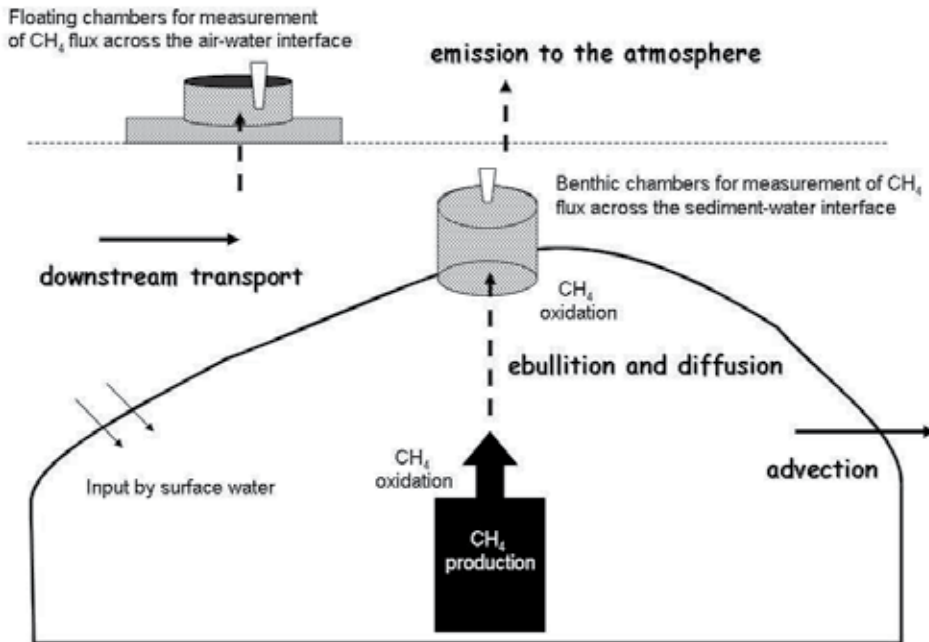 Floating chambers for measurement
of CH₄ flux across the air-water interface
emission to the atmosphere
Benthic chambers for measurement of CH₄
flux across the sediment-water interface
downstream transport
CH₄
oxidation
ebullition and diffusion
Input by surface water
CH₄
oxidation
advection
CH₄
production